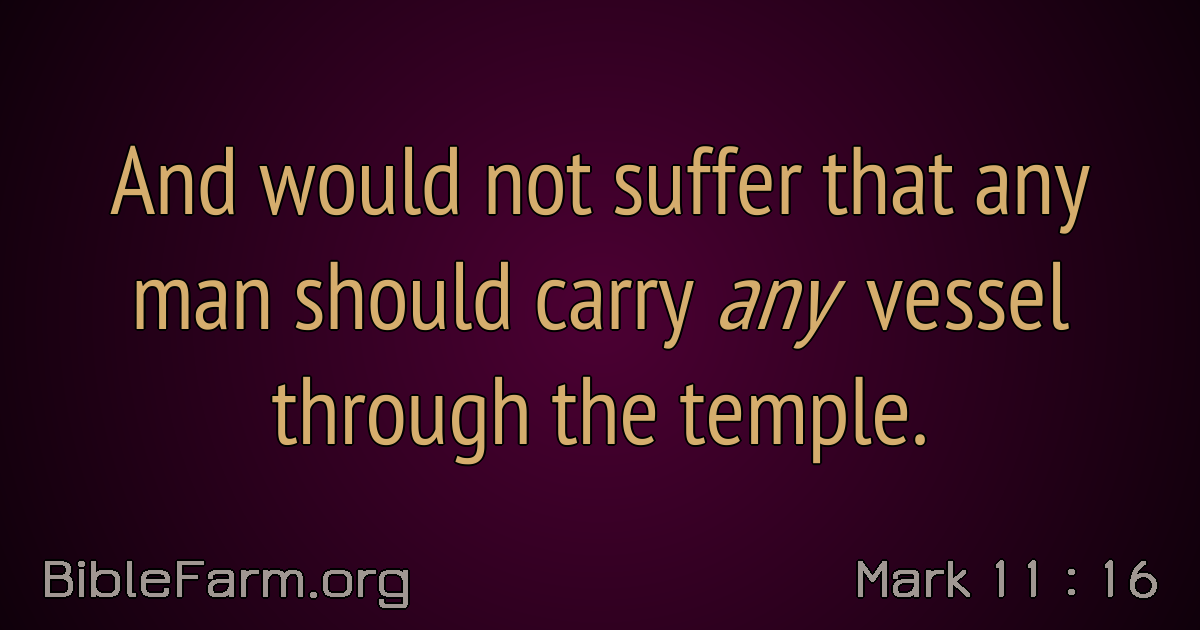 And would not suffer that any
man should carry any vessel
through the temple.
BibleFarm.org
Mark 11 : 16